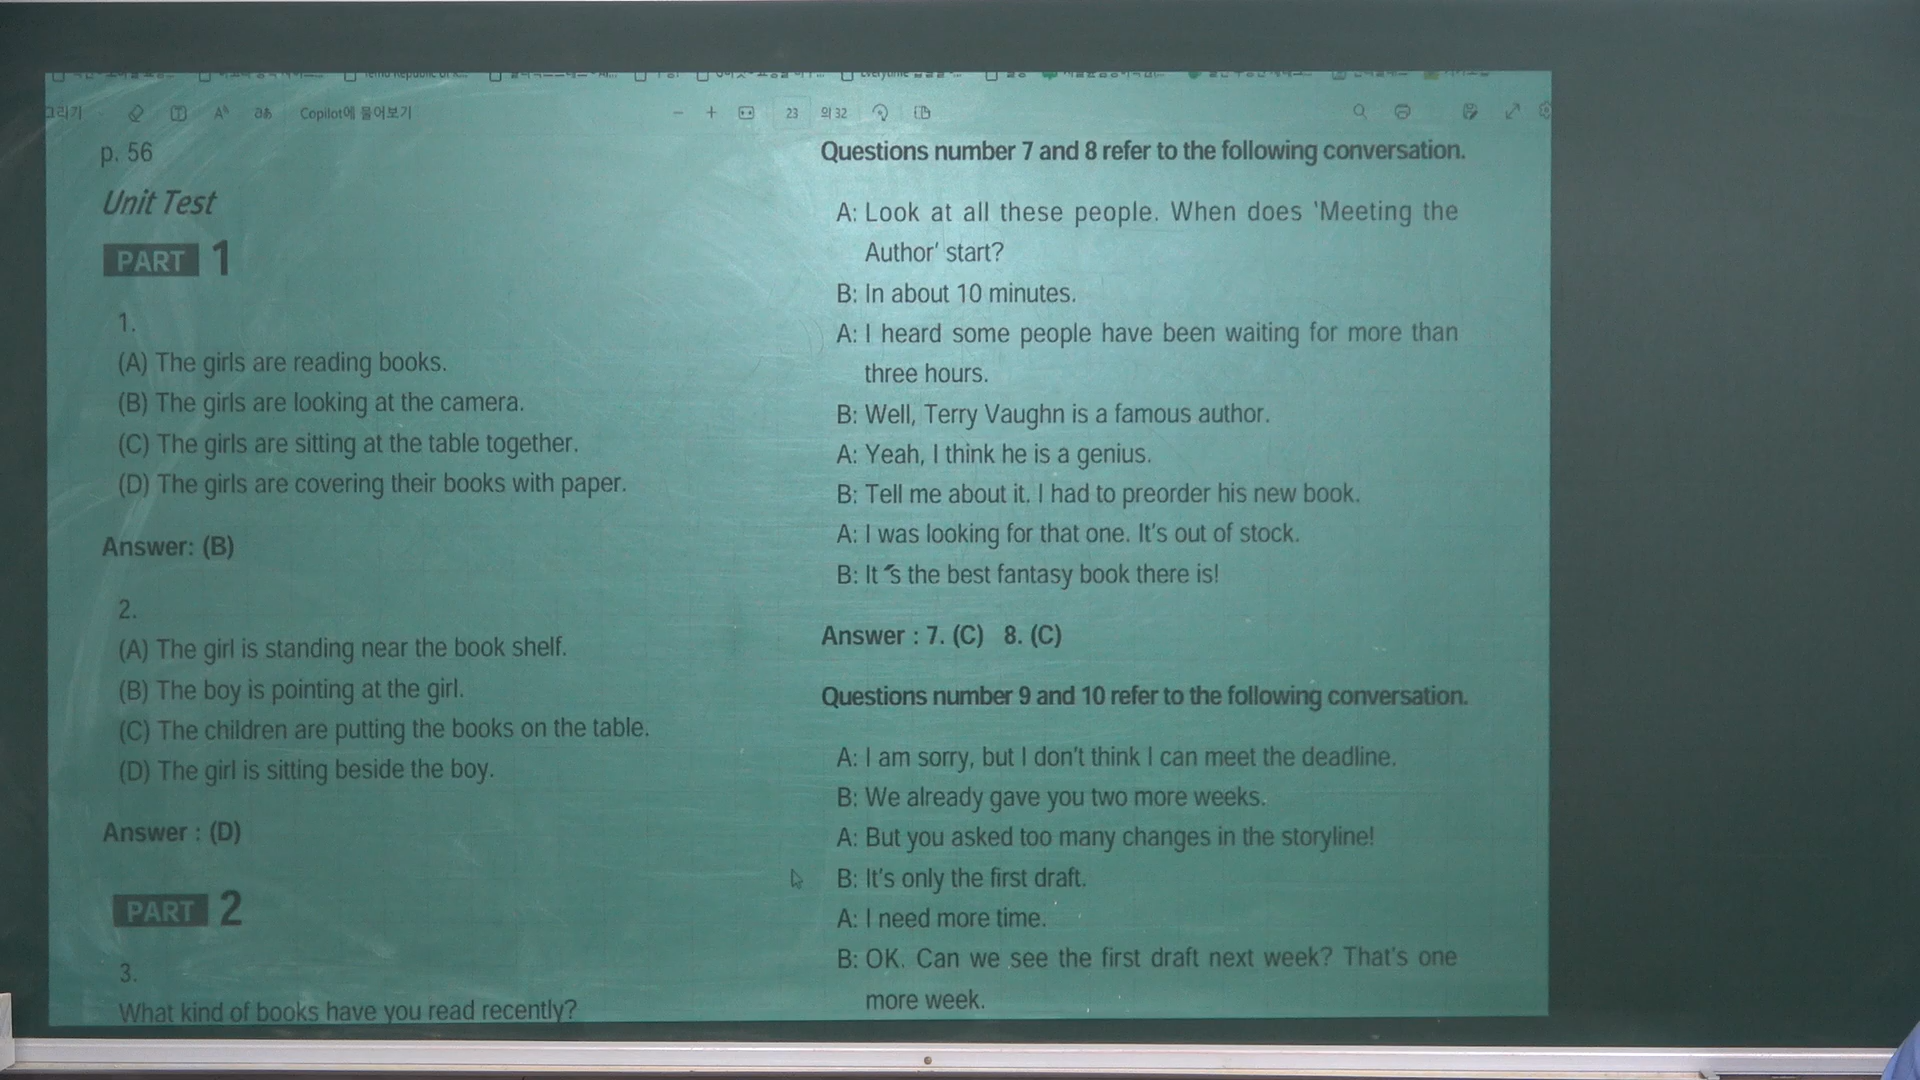 Copilot에 물어보기
23 의 32
p. 56
Unit Test
PART 1
1.
(A) The girls are reading books.
(B) The girls are looking at the camera.
(C) The girls are sitting at the table together.
(D) The girls are covering their books with paper.
Answer: (B)
2.
(A) The girl is standing near the book shelf.
(B) The boy is pointing at the girl.
(C) The children are putting the books on the table.
(D) The girl is sitting beside the boy.
Answer : (D)
PART 2
3.
What kind of books have you read recently?
Questions number 7 and 8 refer to the following conversation.
A: Look at all these people. When does 'Meeting the
Author' start?
B: In about 10 minutes.
A: I heard some people have been waiting for more than
three hours.
B: Well, Terry Vaughn is a famous author.
A: Yeah, I think he is a genius.
B: Tell me about it. I had to preorder his new book.
A: I was looking for that one. It's out of stock.
B: It´s the best fantasy book there is!
Answer : 7. (C) 8. (C)
Questions number 9 and 10 refer to the following conversation.
A: I am sorry, but I don't think I can meet the deadline.
B: We already gave you two more weeks.
A: But you asked too many changes in the storyline!
B: It's only the first draft.
A: I need more time.
B: OK. Can we see the first draft next week? That's one
more week.